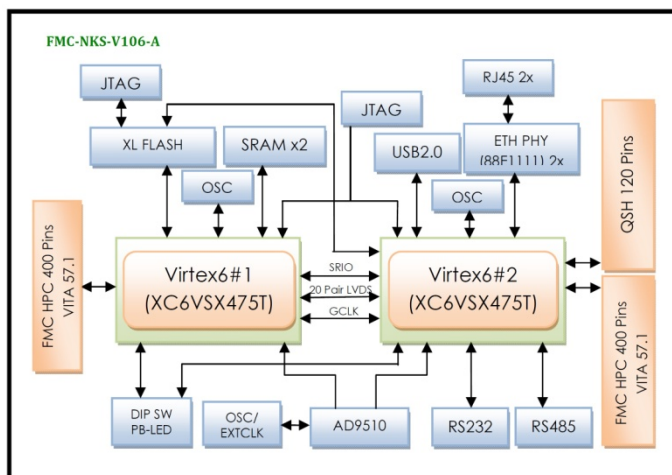 FMC-NKS-V106-A
JTAG
XL FLASH
SRAM x2
OSC
JTAG
USB2.0
RJ45 2x
ETH PHY
(88E1111) 2x
OSC
QSH 120 Pins
FMC HPC 400 Pins
VITA 57.1
Virtex6#1
(XC6VSX475T)
SRIO
20 Pair LVDS
GCLK
Virtex6#2
(XC6VSX475T)
FMC HPC 400 Pins
VITA 57.1
DIP SW
PB-LED
OSC/
EXTCLK
AD9510
RS232
RS485